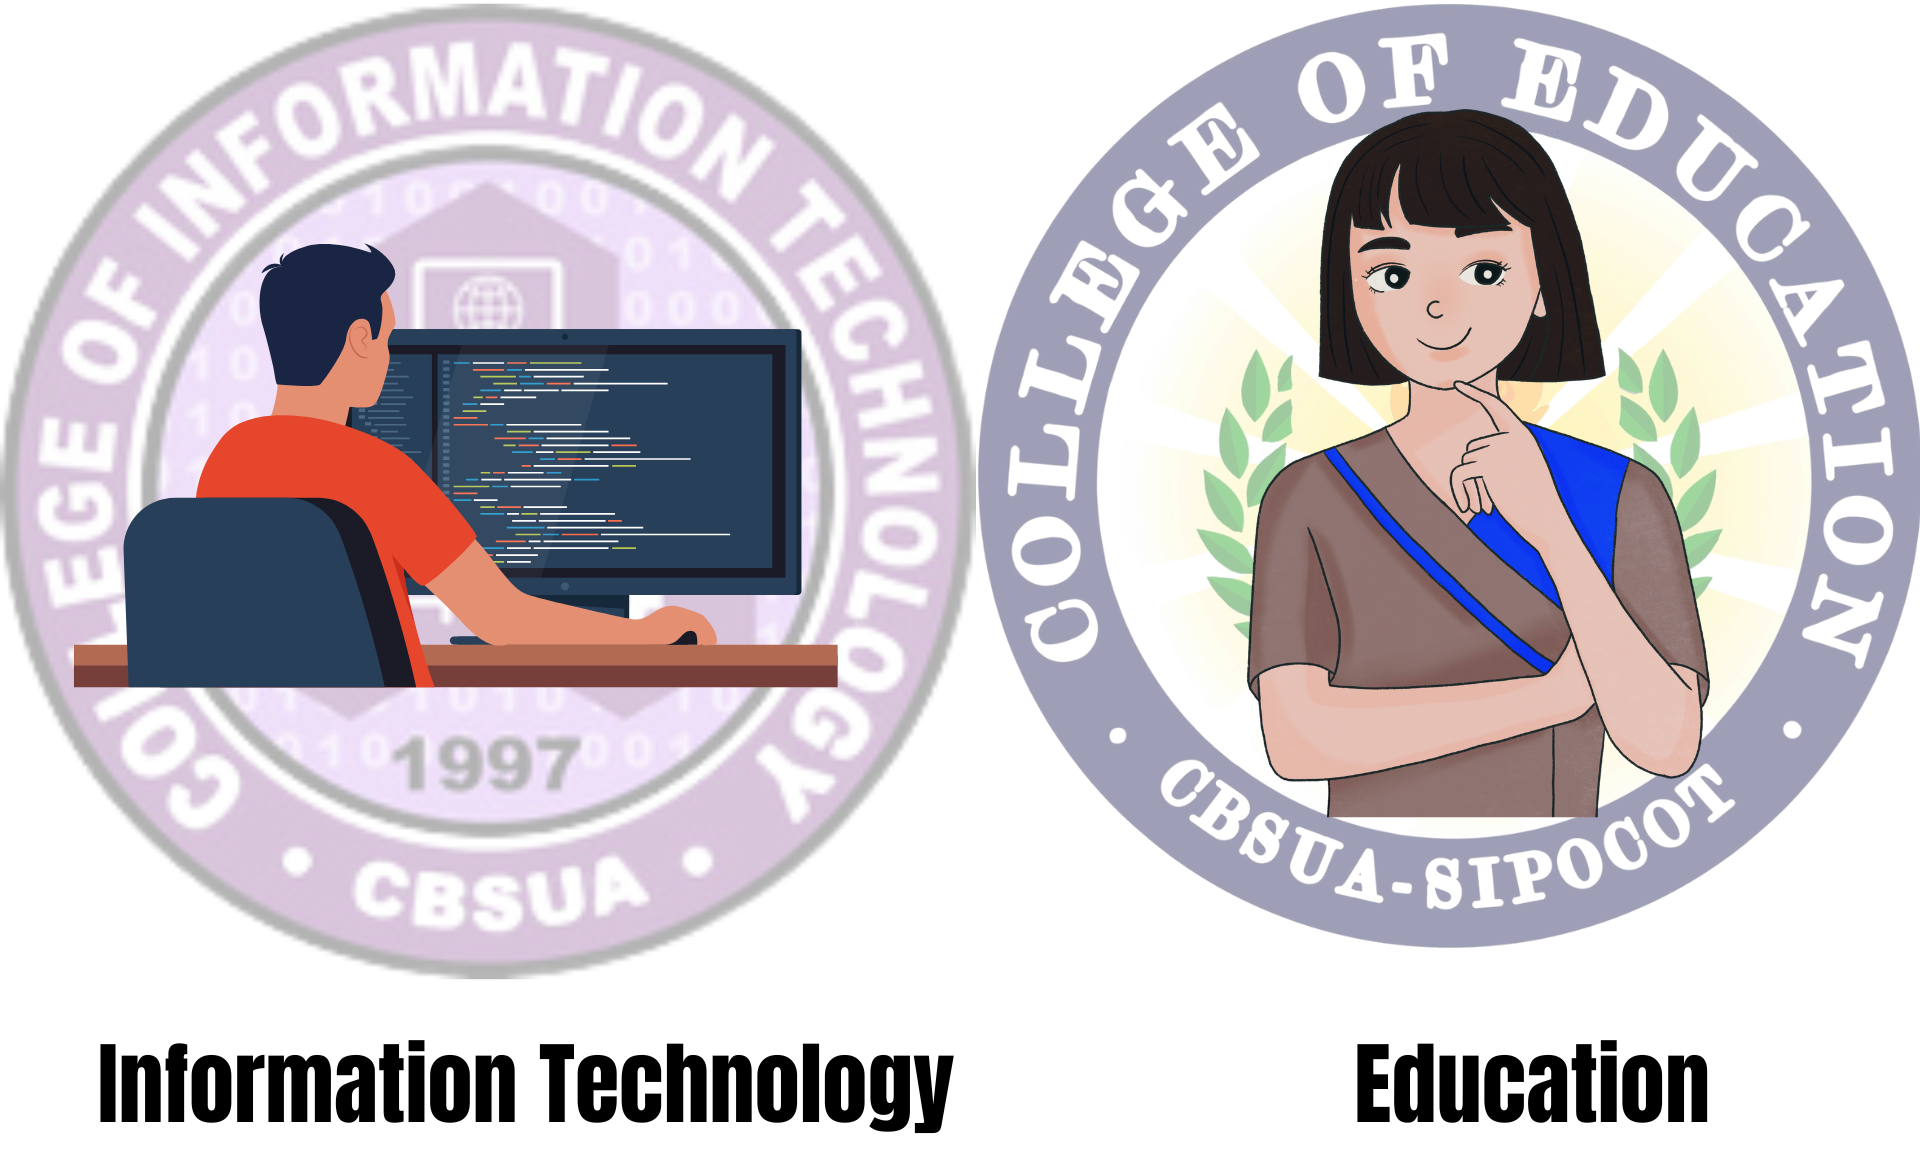 COLLEGE OF INFORMATION TECHNOLOGY
1997
• CBSUA •
COLLEGE OF EDUCATION
• CBSUA-SIPOCOT •
Information Technology
Education